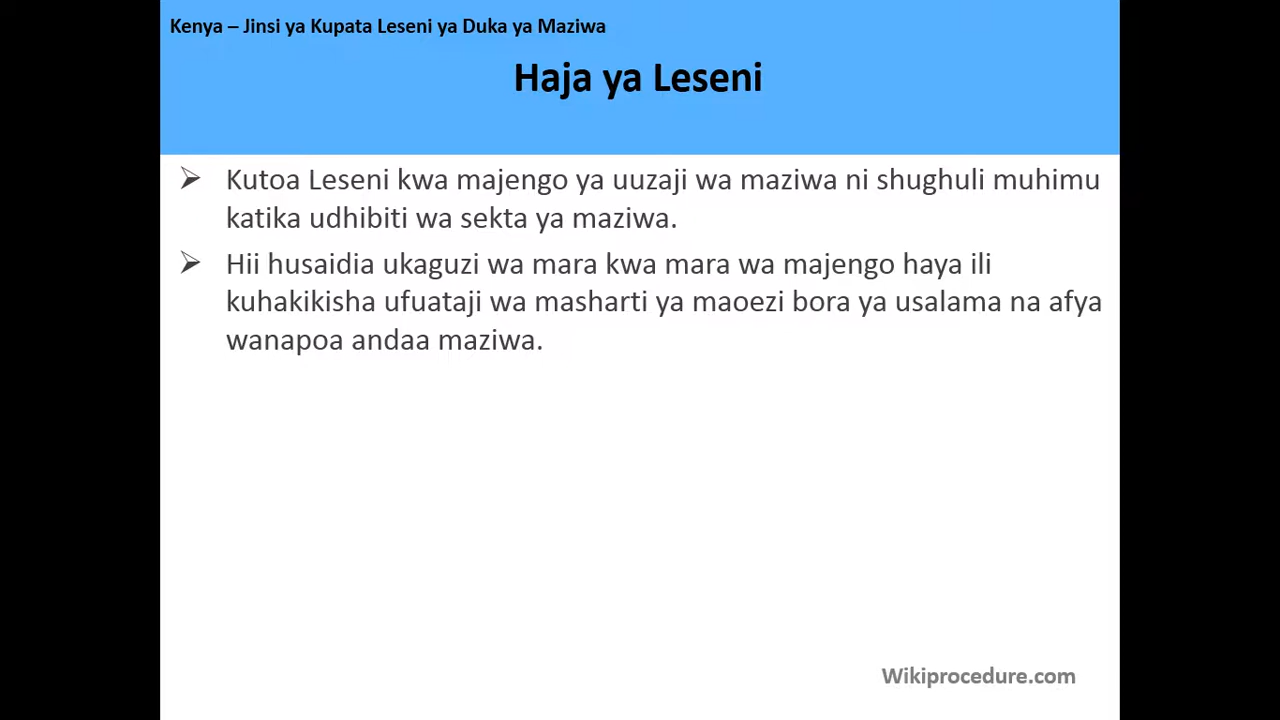 Kenya – Jinsi ya Kupata Leseni ya Duka ya Maziwa
Haja ya Leseni
➢ Kutoa Leseni kwa majengo ya uuzaji wa maziwa ni shughuli muhimu
katika udhibiti wa sekta ya maziwa.
➢ Hii husaidia ukaguzi wa mara kwa mara wa majengo haya ili
kuhakikisha ufuataji wa masharti ya maoezi bora ya usalama na afya
wanapoa andaa maziwa.
Wikiprocedure.com